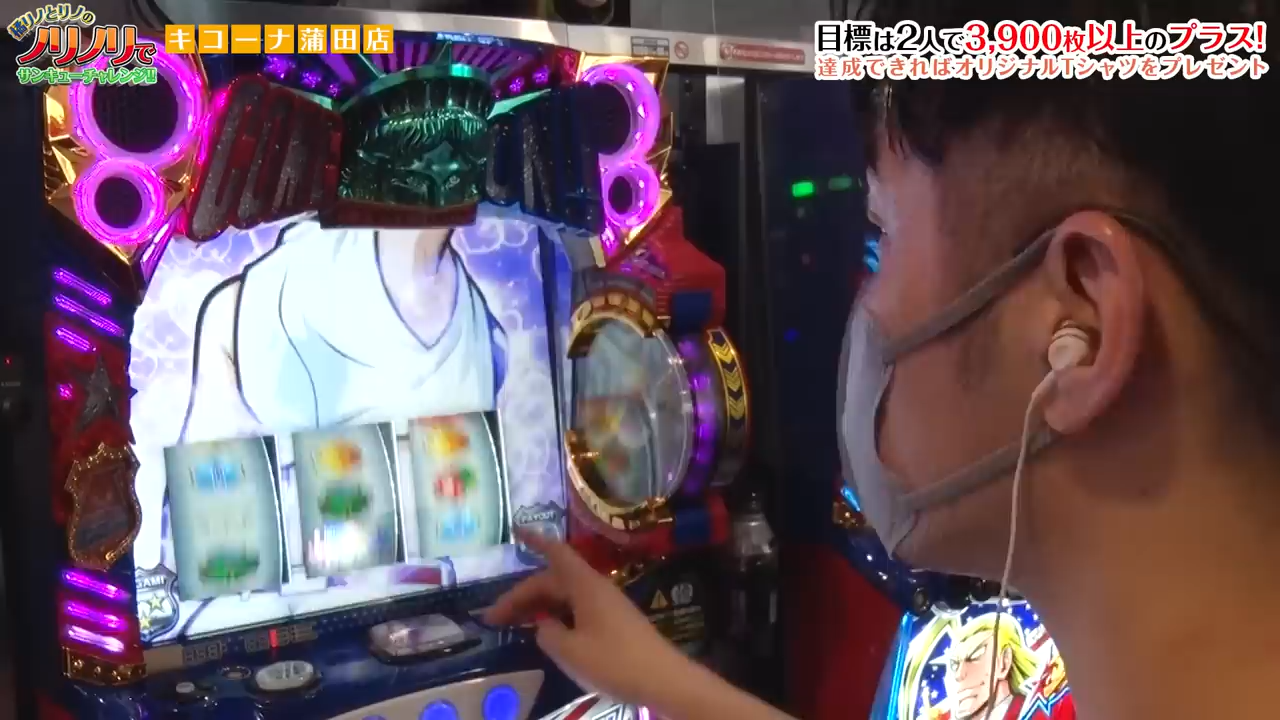 極リノとリノの
ノリノリで
サンキューチャレンジ!!
キコーナ蒲田店
目標は2人で3,900枚以上のプラス!
達成できればオリジナルTシャツをプレゼント
PAYOUT